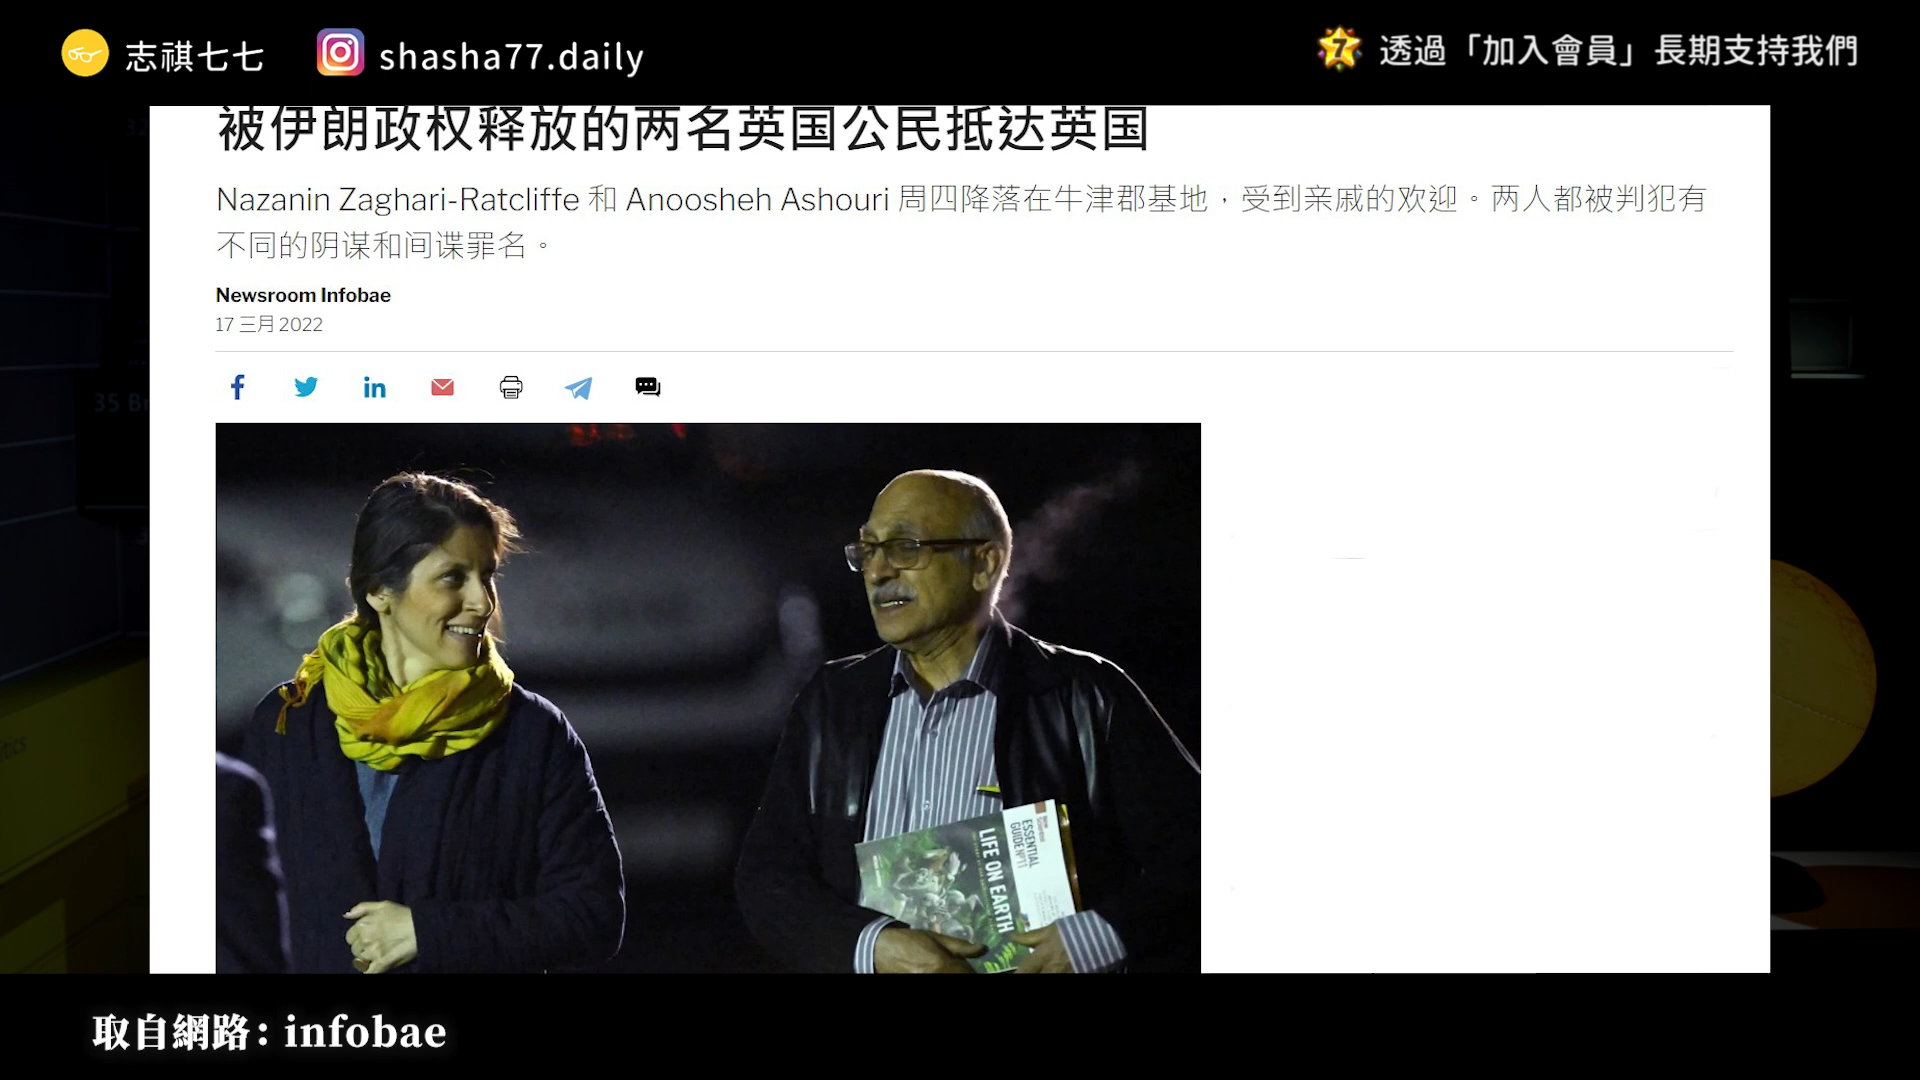 志祺七七
shasha77.daily
7
透過「加入會員」長期支持我們
被伊朗政权释放的两名英国公民抵达英国
Nazanin Zaghari-Ratcliffe 和 Anoosheh Ashouri 周四降落在牛津郡基地，受到亲戚的欢迎。两人都被判犯有
不同的阴谋和间谍罪名。
Newsroom Infobae
17 三月 2022
35 Br
ESSENTIAL
GUIDE Nº11
LIFE ON EARTH
取自網路：infobae